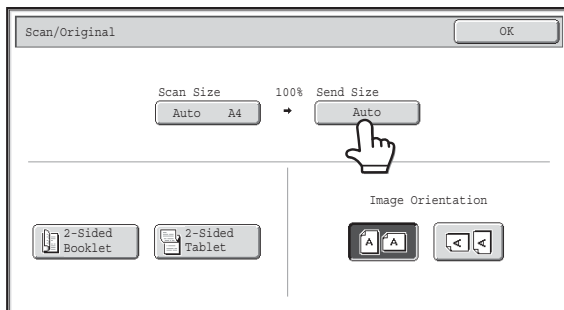 Scan/Original OK
Scan Size 100% Send Size
Auto A4 Auto
Image Orientation
2-Sided Booklet
2-Sided Tablet
A A A A